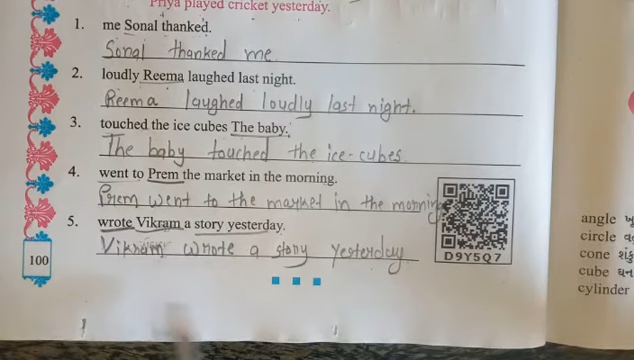 Priya played cricket yesterday.
1. me Sonal thanked.
Sonal thanked me
2. loudly Reema laughed last night.
Reema laughed loudly last night.
3. touched the ice cubes The baby.
The baby touched the ice-cubes
4. went to Prem the market in the morning.
Prem went to the market in the morning
5. wrote Vikram a story yesterday.
Vikram wrote a story yesterday
D9Y5Q7
100
angle
circle
cone
cube ઘન
cylinder